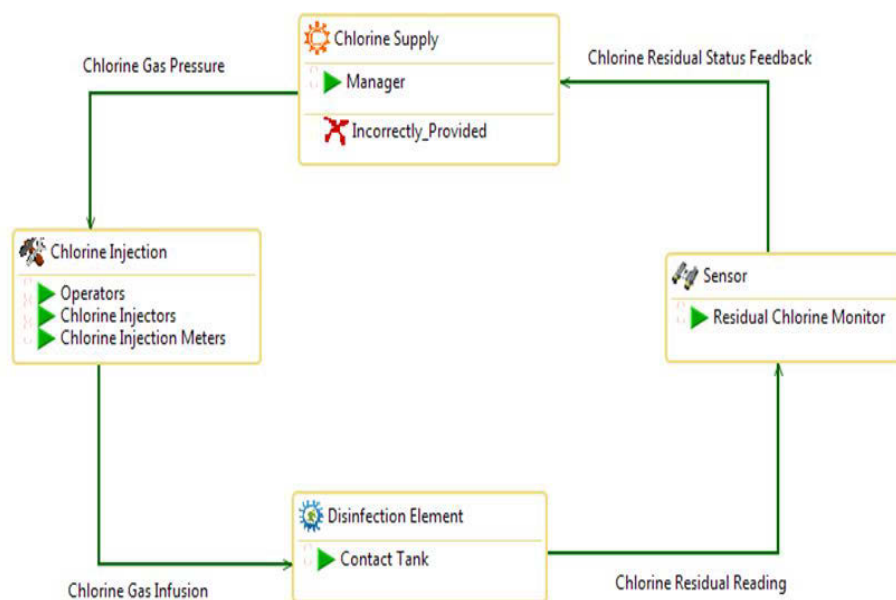 Chlorine Supply
Manager
Incorrectly_Provided
Chlorine Gas Pressure
Chlorine Residual Status Feedback
Chlorine Injection
Operators
Chlorine Injectors
Chlorine Injection Meters
Sensor
Residual Chlorine Monitor
Disinfection Element
Contact Tank
Chlorine Gas Infusion
Chlorine Residual Reading